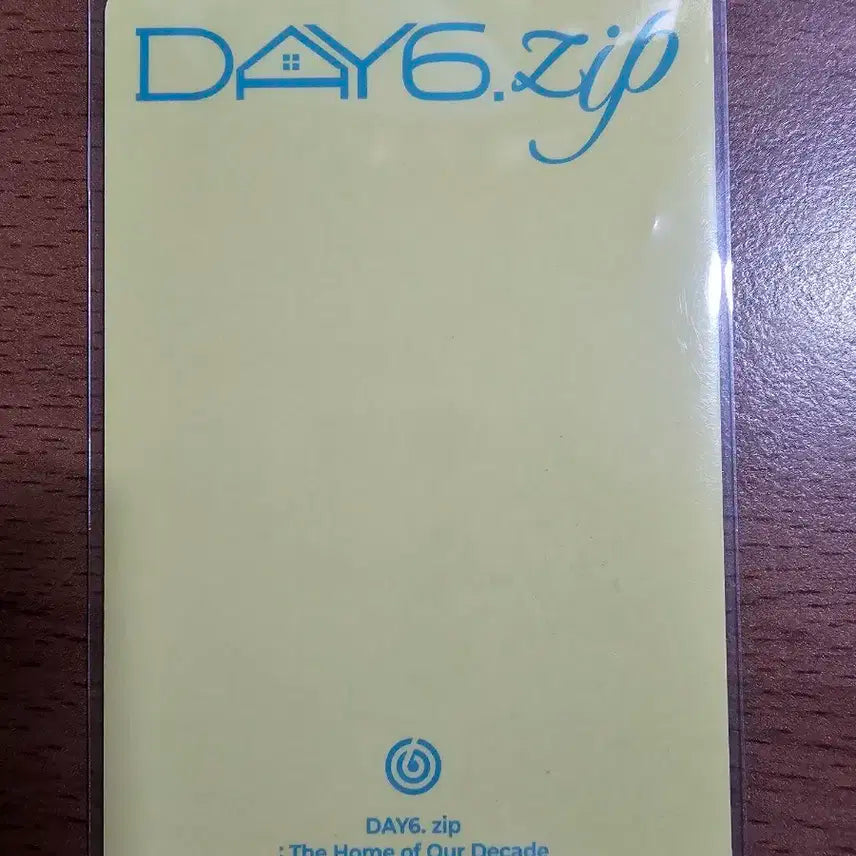 DAY6.zip
DAY6. zip
: The Home of Our Decade